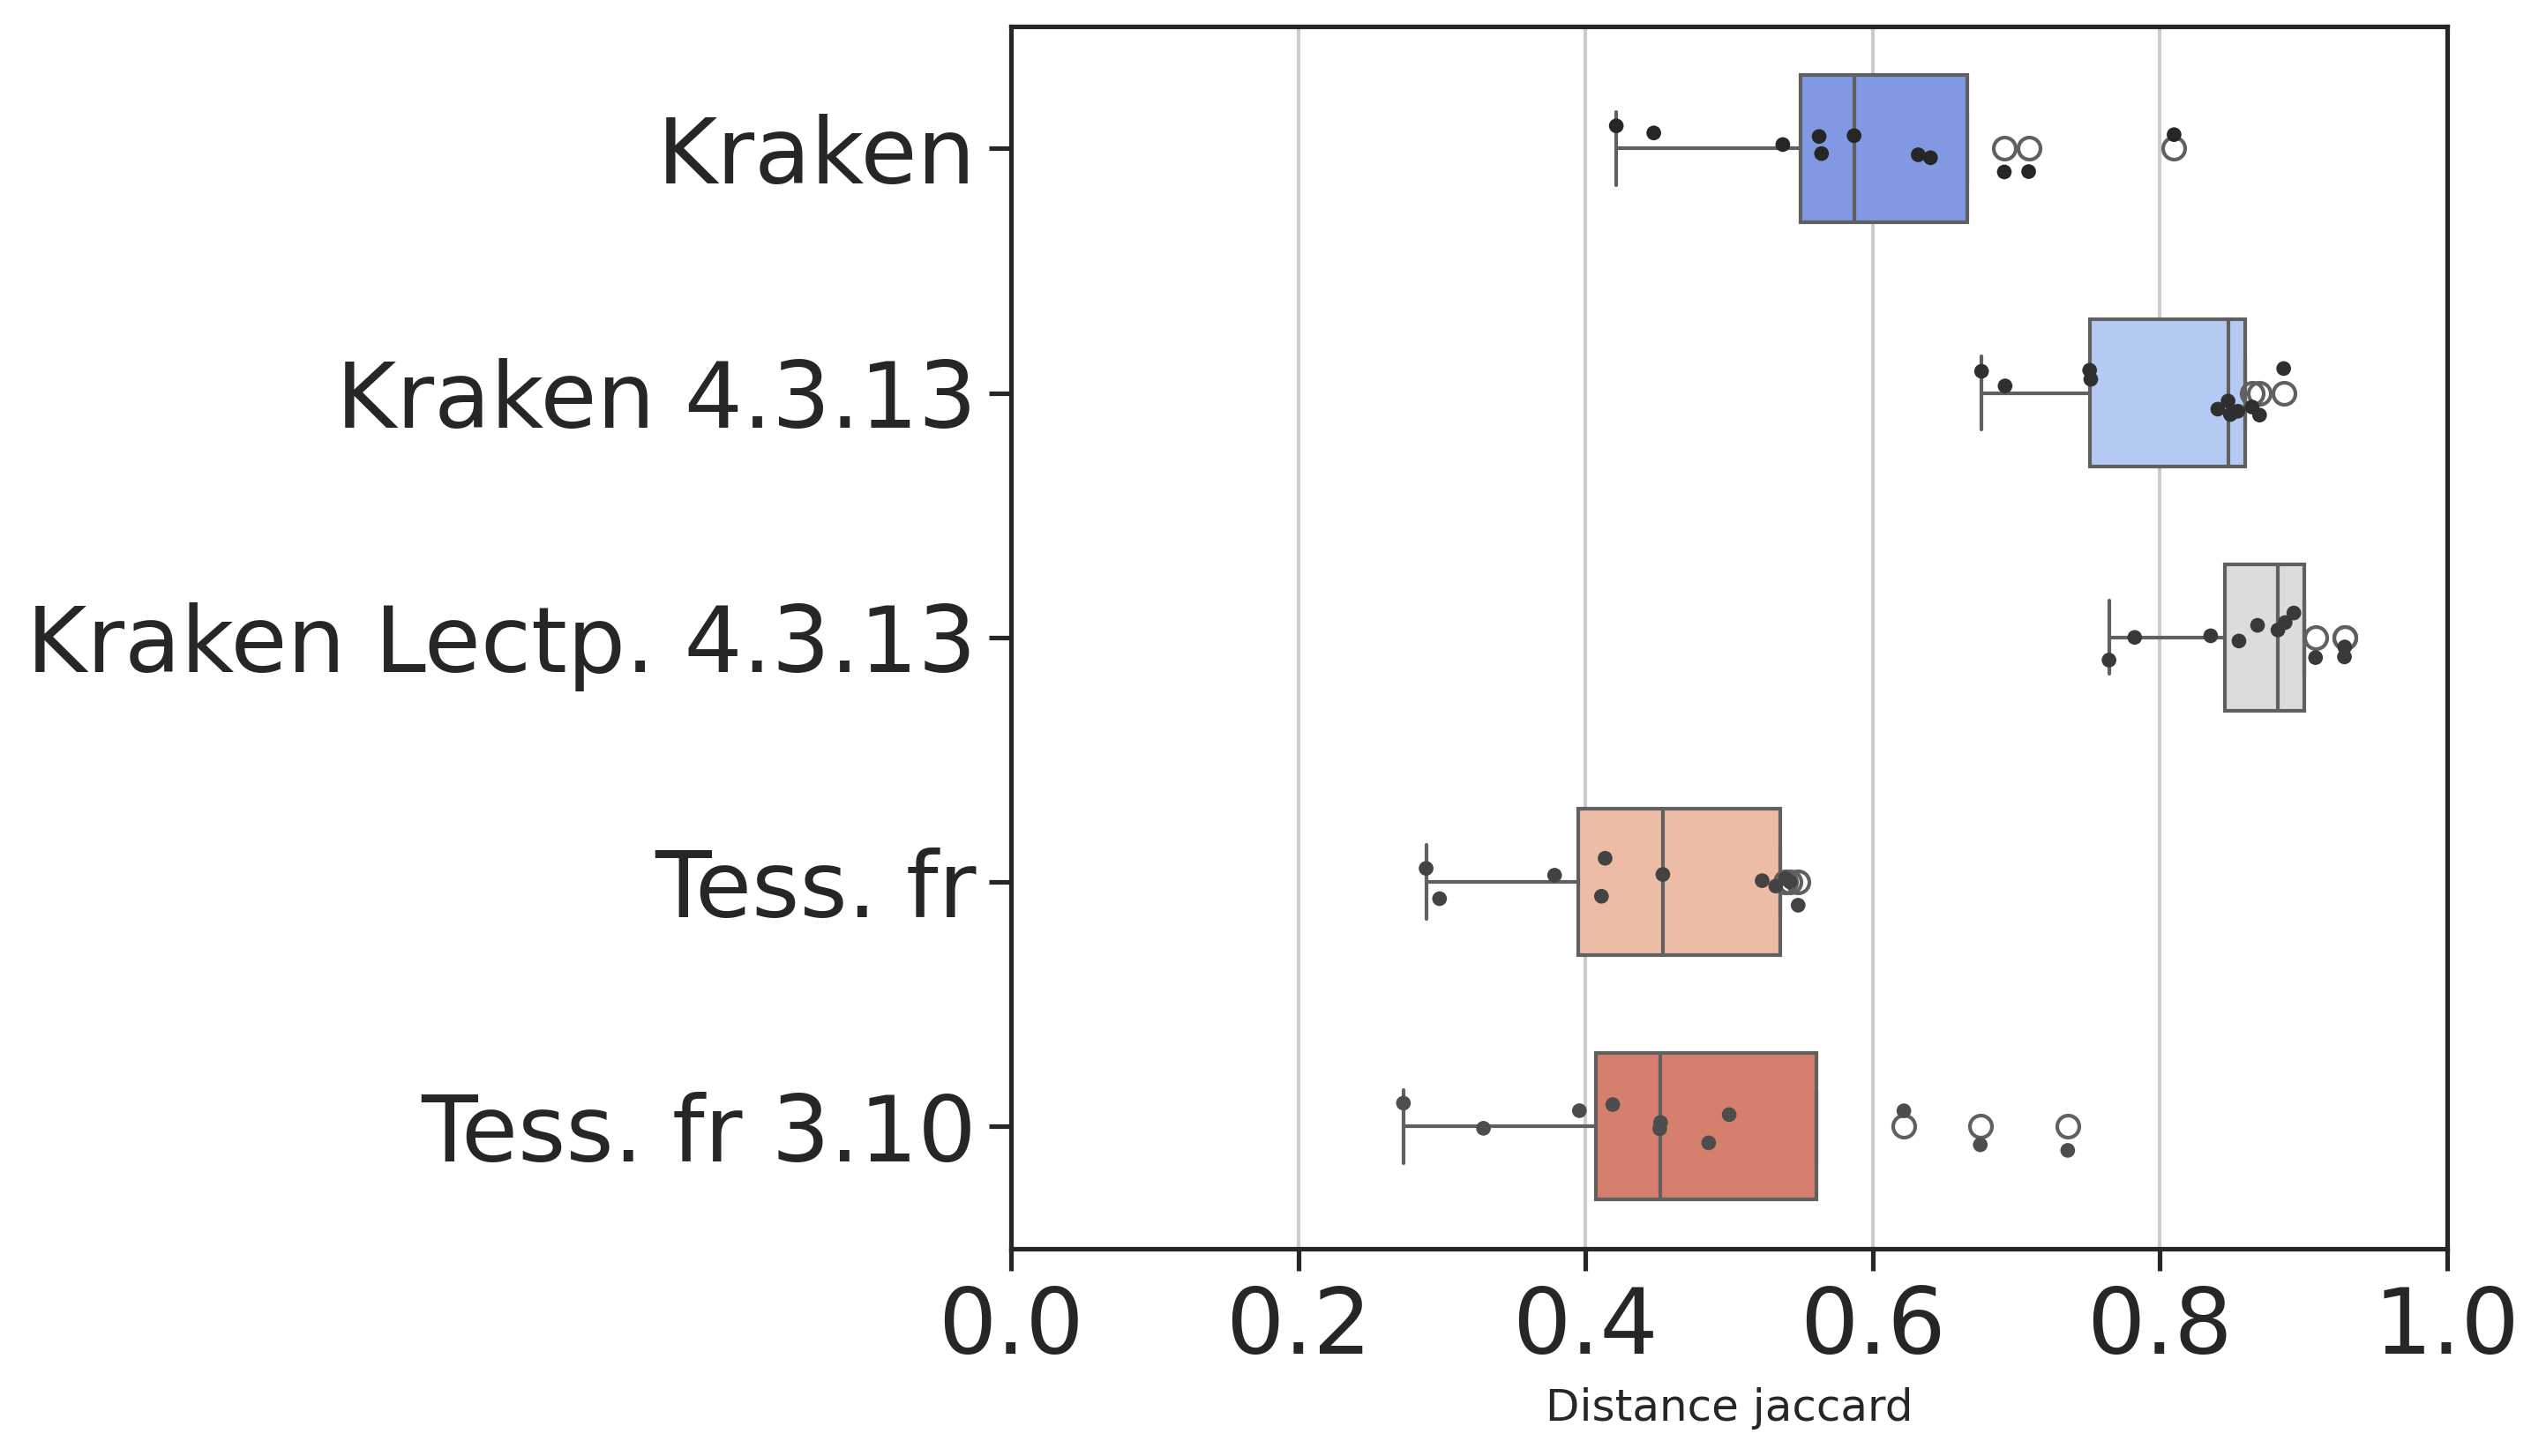 Kraken
Kraken 4.3.13
Kraken Lectp. 4.3.13
Tess. fr
Tess. fr 3.10
0.0 0.2 0.4 0.6 0.8 1.0
Distance jaccard